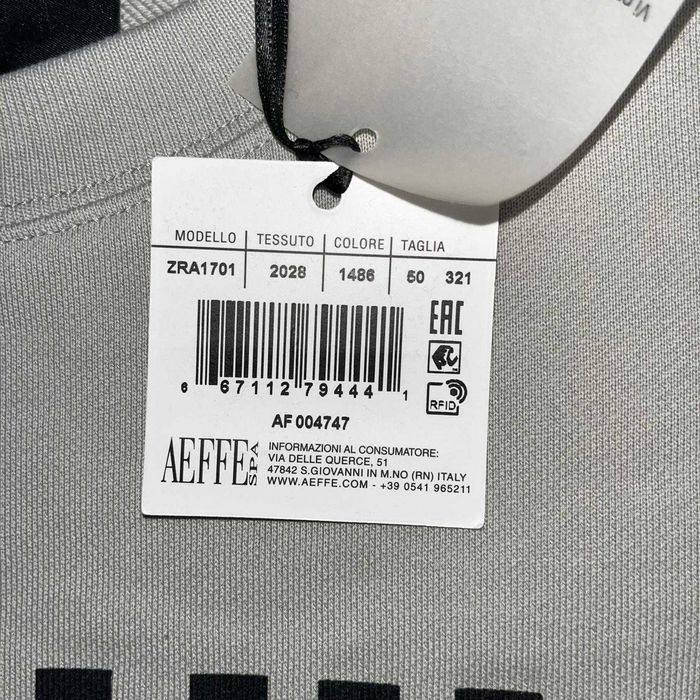 MODELLO TESSUTO COLORE TAGLIA
ZRA1701 2028 1486 50 321
EAC
6 67112 79444 1
RFID
AF 004747
AEFFE SPA
INFORMAZIONI AL CONSUMATORE:
VIA DELLE QUERCE, 51
47842 S.GIOVANNI IN M.NO (RN) ITALY
WWW.AEFFE.COM - +39 0541 965211